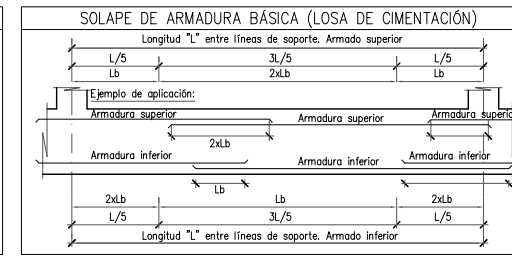 SOLAPE DE ARMADURA BÁSICA (LOSA DE CIMENTACIÓN)
Longitud "L" entre líneas de soporte. Armado superior
L/5 3L/5 L/5
Lb 2xLb Lb
Ejemplo de aplicación:
Armadura superior Armadura superior Armadura superior
2xLb
Armadura inferior Armadura inferior Armadura inferior
Lb
2xLb Lb 2xLb
L/5 3L/5 L/5
Longitud "L" entre líneas de soporte. Armado inferior